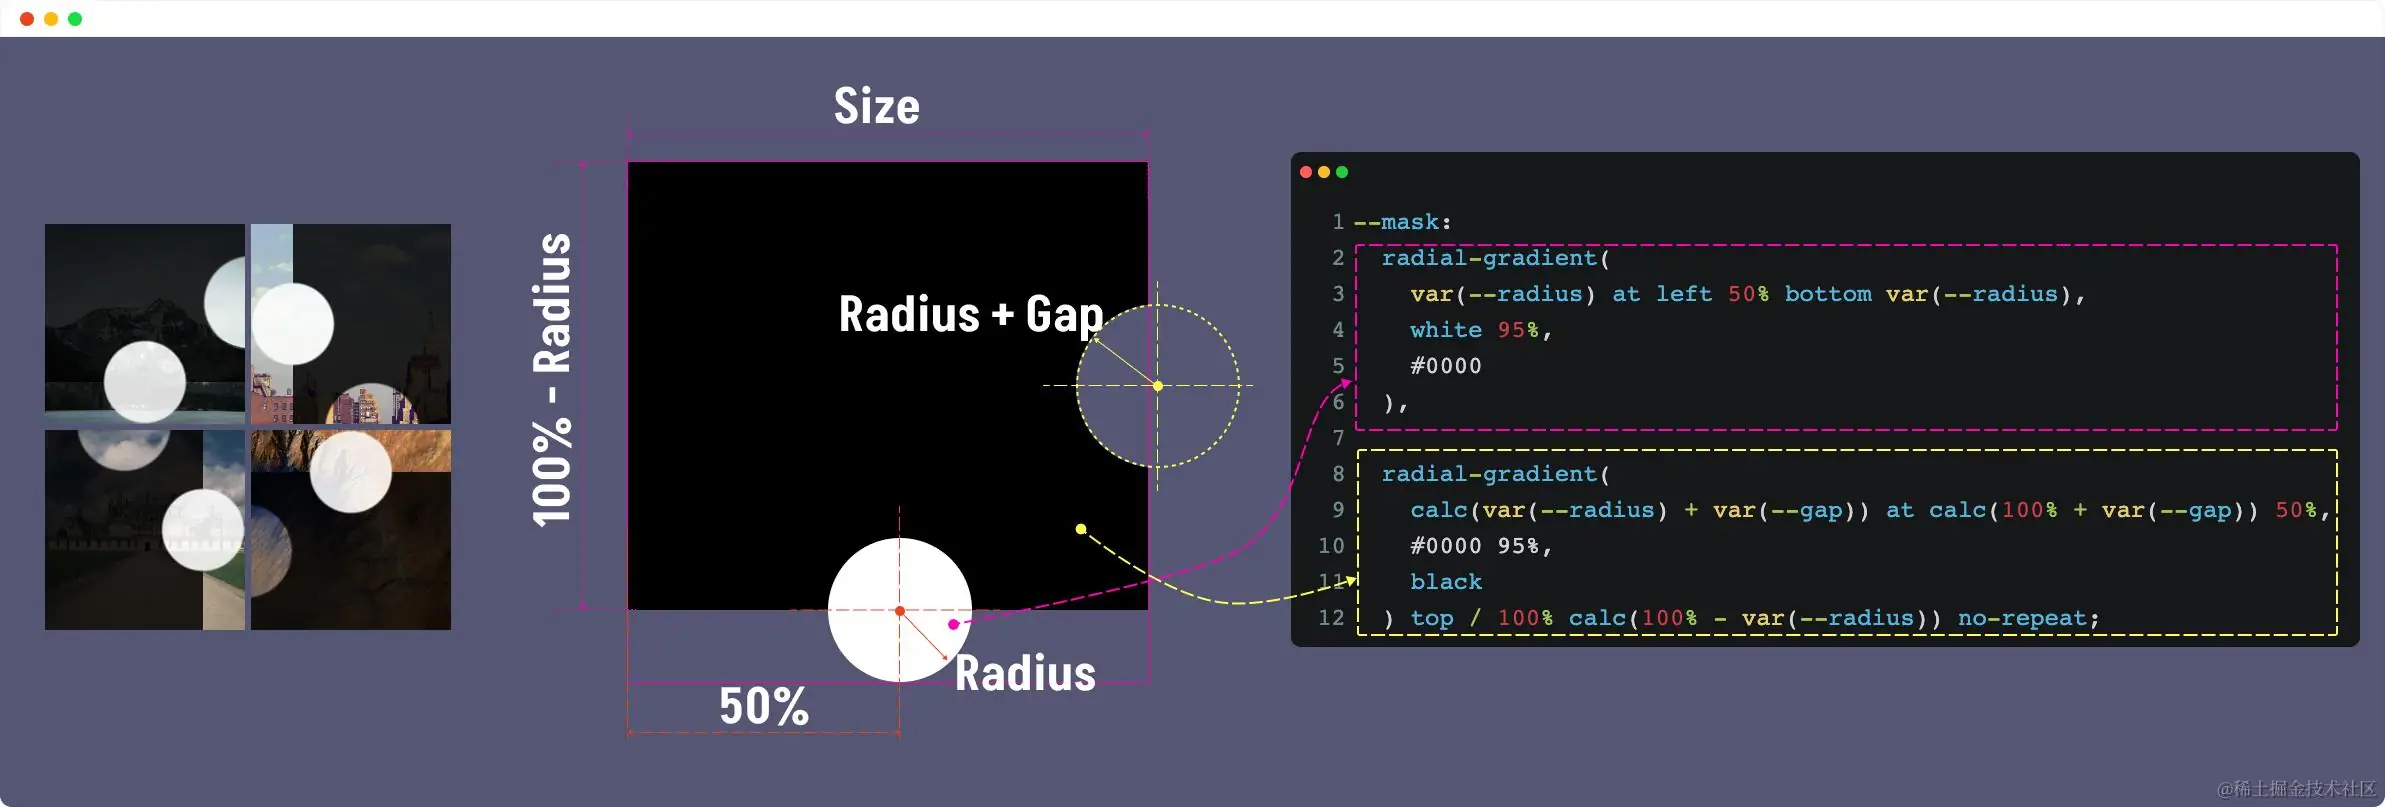 Size
100% - Radius
Radius + Gap
Radius
50%
1 --mask:
2 radial-gradient(
3 var(--radius) at left 50% bottom var(--radius),
4 white 95%,
5 #0000
6 ),
7
8 radial-gradient(
9 calc(var(--radius) + var(--gap)) at calc(100% + var(--gap)) 50%,
10 #0000 95%,
11 black
12 ) top / 100% calc(100% - var(--radius)) no-repeat;
@稀土掘金技术社区